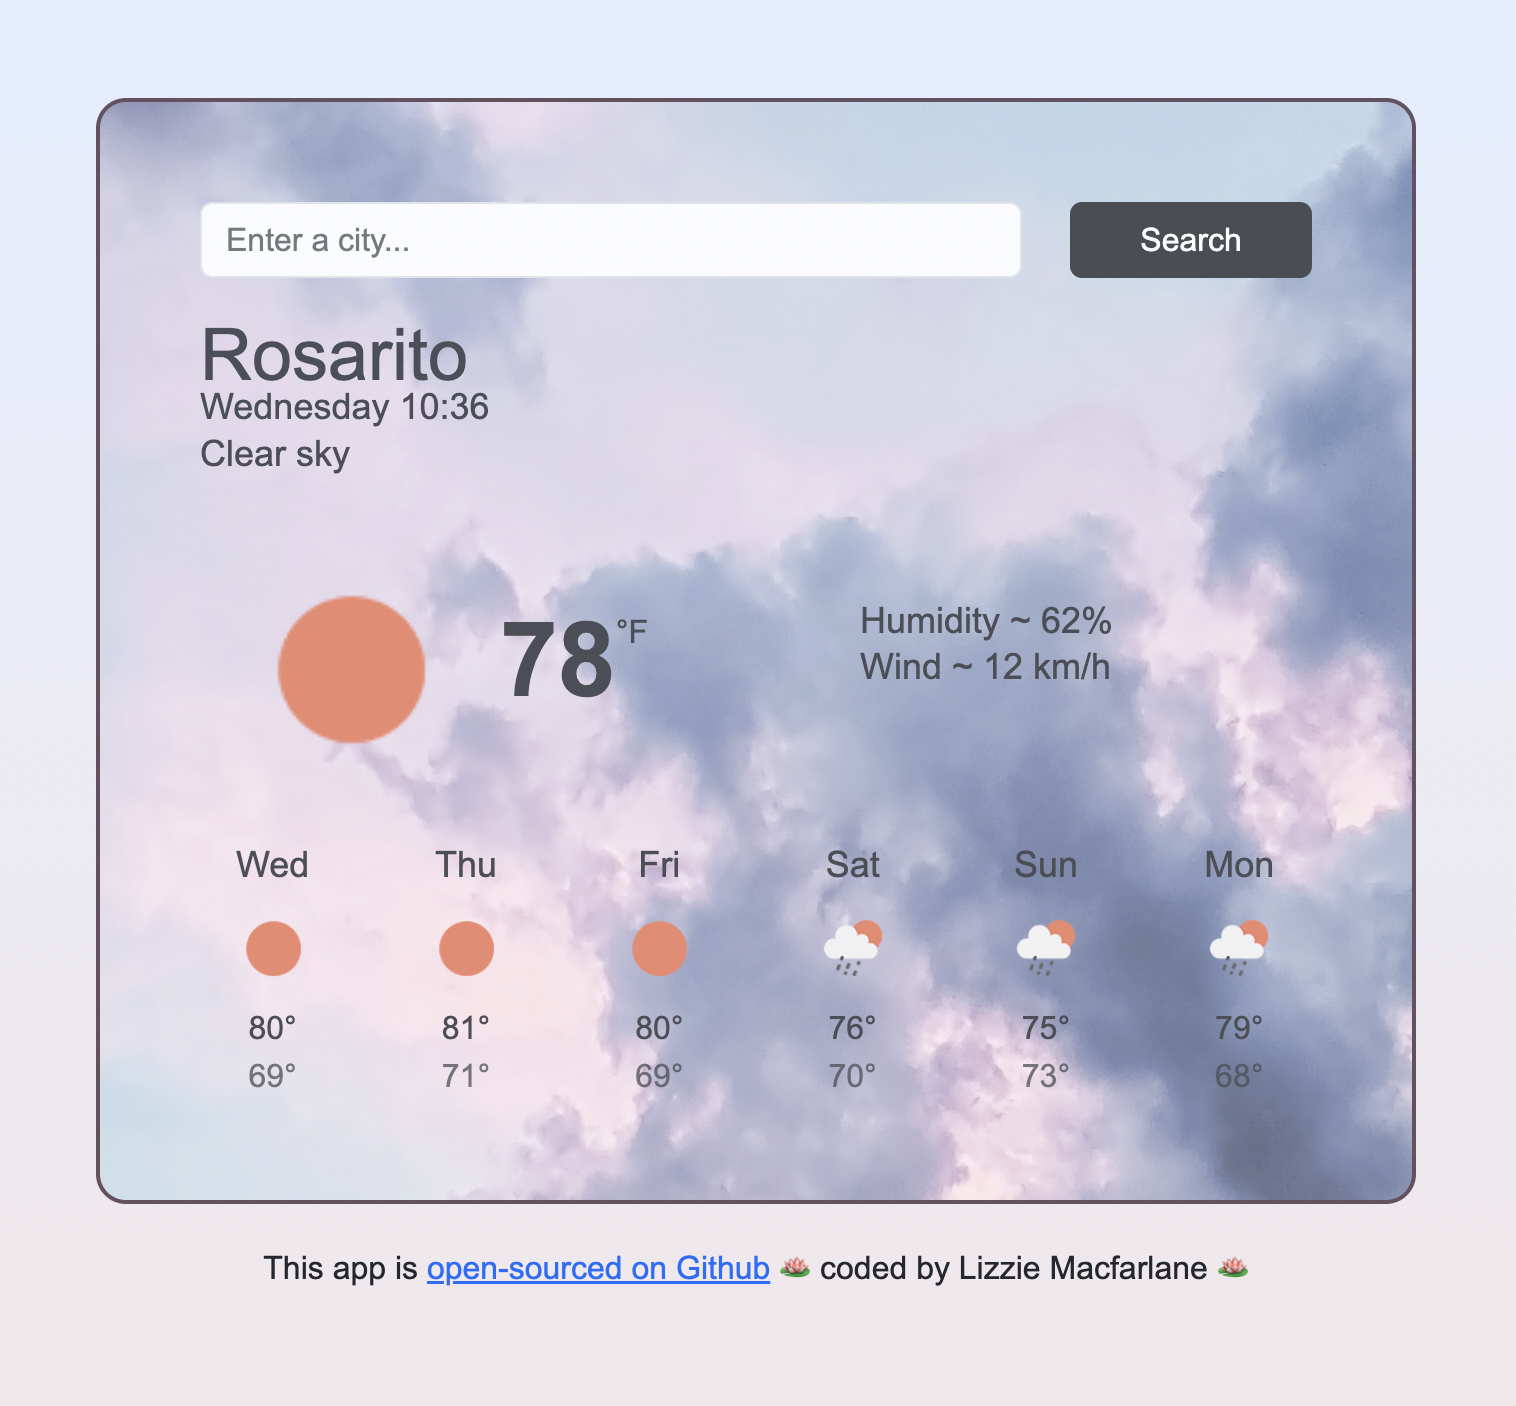 Enter a city...
Search
Rosarito
Wednesday 10:36
Clear sky
78 °F
Humidity ~ 62%
Wind ~ 12 km/h
Wed Thu Fri Sat Sun Mon
80° 81° 80° 76° 75° 79°
69° 71° 69° 70° 73° 68°
This app is open-sourced on Github 🪷 coded by Lizzie Macfarlane 🪷